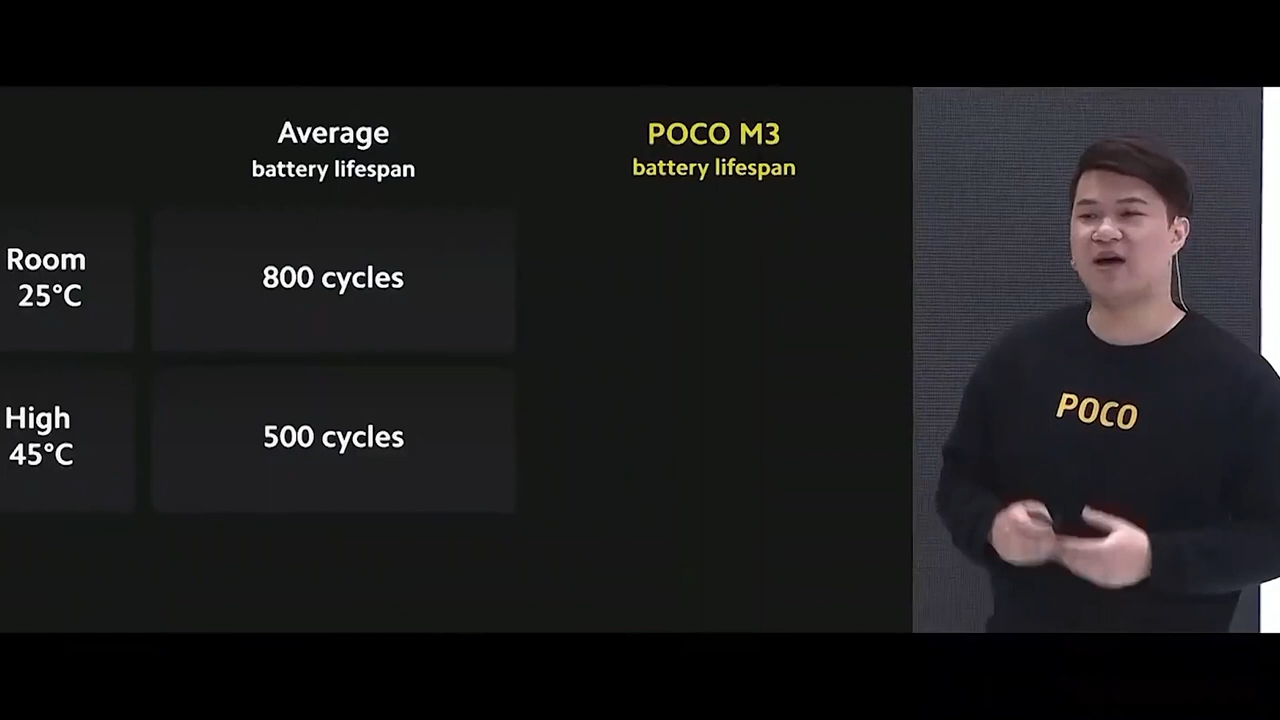 Average
battery lifespan
POCO M3
battery lifespan
Room
25°C
800 cycles
High
45°C
500 cycles
POCO